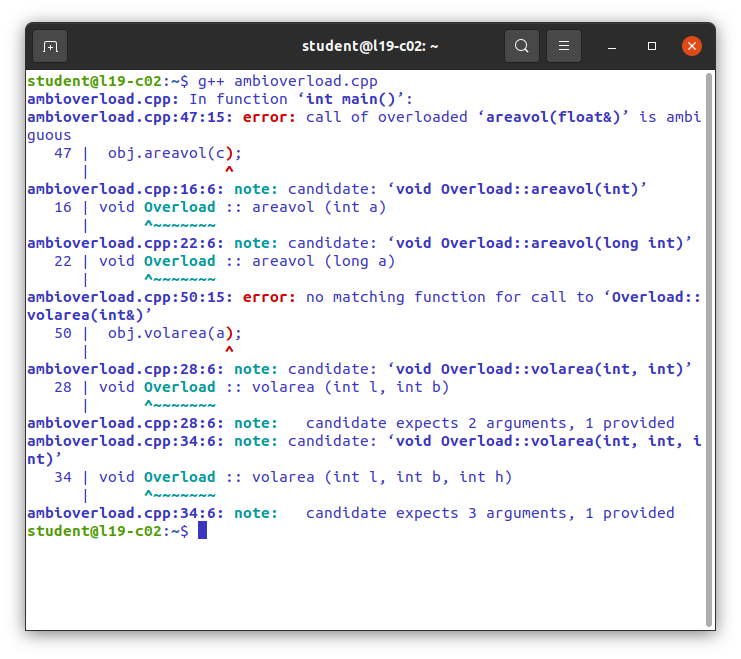 student@l19-c02: ~
student@l19-c02:~$ g++ ambioverload.cpp
ambioverload.cpp: In function ‘int main()’:
ambioverload.cpp:47:15: error: call of overloaded ‘areavol(float&)’ is ambi
guous
   47 |  obj.areavol(c);
      |               ^
ambioverload.cpp:16:6: note: candidate: ‘void Overload::areavol(int)’
   16 | void Overload :: areavol (int a)
      |      ^~~~~~~~
ambioverload.cpp:22:6: note: candidate: ‘void Overload::areavol(long int)’
   22 | void Overload :: areavol (long a)
      |      ^~~~~~~~
ambioverload.cpp:50:15: error: no matching function for call to ‘Overload::
volarea(int&)’
   50 |  obj.volarea(a);
      |               ^
ambioverload.cpp:28:6: note: candidate: ‘void Overload::volarea(int, int)’
   28 | void Overload :: volarea (int l, int b)
      |      ^~~~~~~~
ambioverload.cpp:28:6: note:   candidate expects 2 arguments, 1 provided
ambioverload.cpp:34:6: note: candidate: ‘void Overload::volarea(int, int, i
nt)’
   34 | void Overload :: volarea (int l, int b, int h)
      |      ^~~~~~~~
ambioverload.cpp:34:6: note:   candidate expects 3 arguments, 1 provided
student@l19-c02:~$